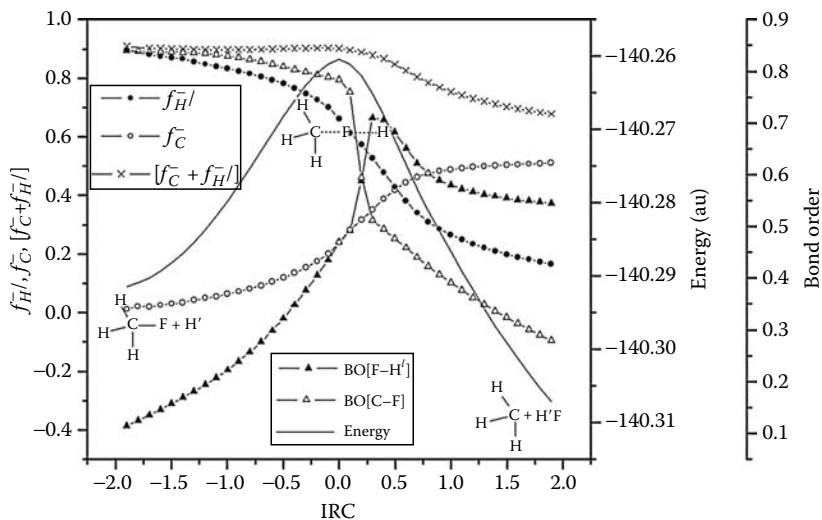 1.0
0.8
0.6
0.4
0.2
0.0
−0.2
−0.4
f⁻H/, f⁻C, [f⁻C+f⁻H/]
f⁻H/
f⁻C
[f⁻C + f⁻H/]
H
H C F H
H
H
H C F + H′
H
BO[F–H^l]
BO[C–F]
Energy
H
H C + H′F
H
−2.0 −1.5 −1.0 −0.5 0.0 0.5 1.0 1.5 2.0
IRC
−140.26
−140.27
−140.28
−140.29
−140.30
−140.31
Energy (au)
0.9
0.8
0.7
0.6
0.5
0.4
0.3
0.2
0.1
Bond order